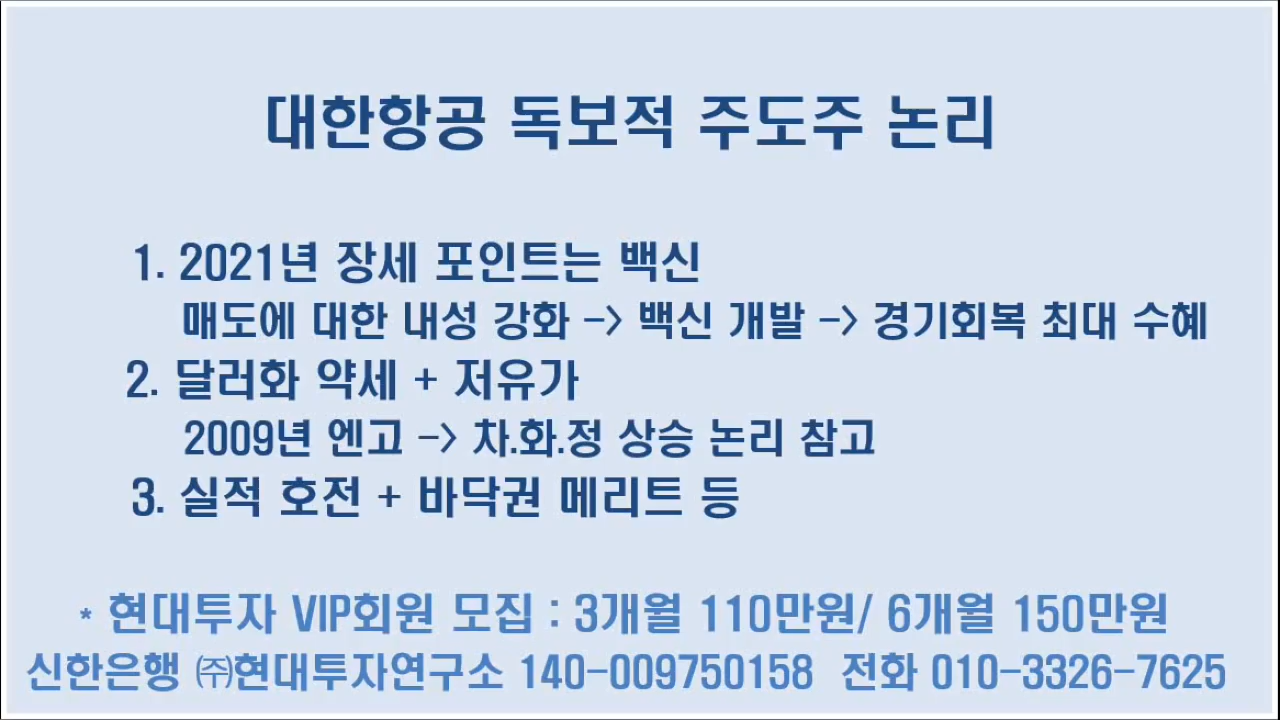 대한항공 독보적 주도주 논리
1. 2021년 장세 포인트는 백신
매도에 대한 내성 강화 -> 백신 개발 -> 경기회복 최대 수혜
2. 달러화 약세 + 저유가
2009년 엔고 -> 차.화.정 상승 논리 참고
3. 실적 호전 + 바닥권 메리트 등
* 현대투자 VIP회원 모집 : 3개월 110만원/ 6개월 150만원
신한은행 ㈜현대투자연구소 140-009750158 전화 010-3326-7625